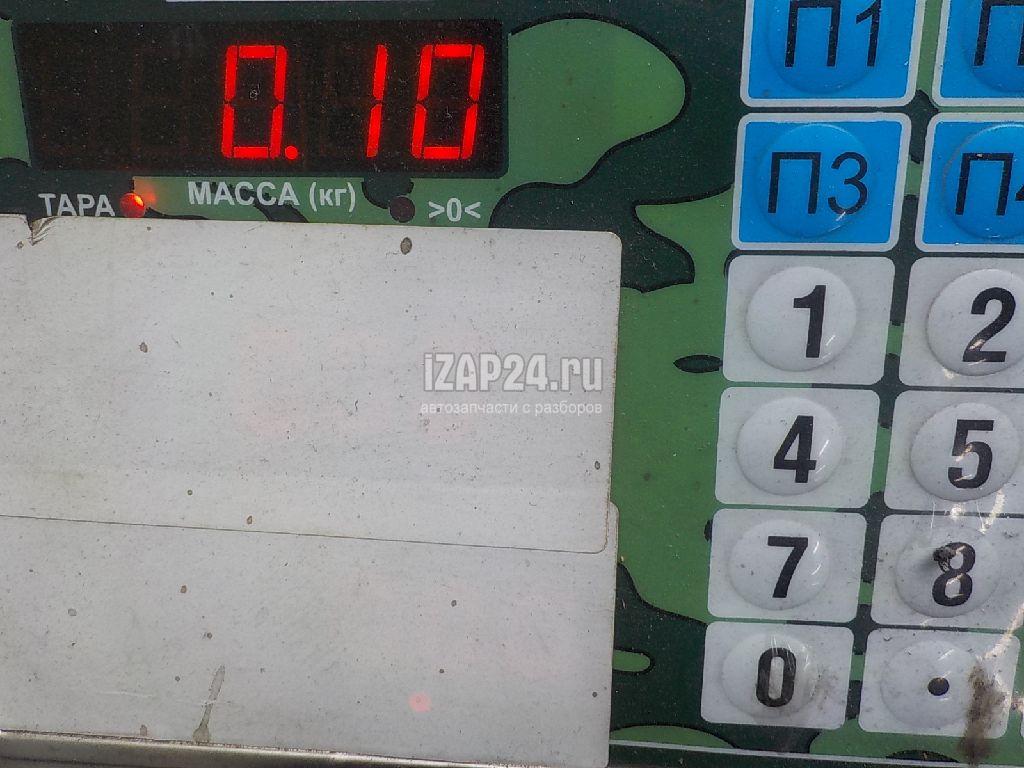 0.10
ТАРА МАССА (кг) >0<
П1
П3 П4
1 2
4 5
7 8
0 .
iZAP24.ru
автозапчасти с разборов